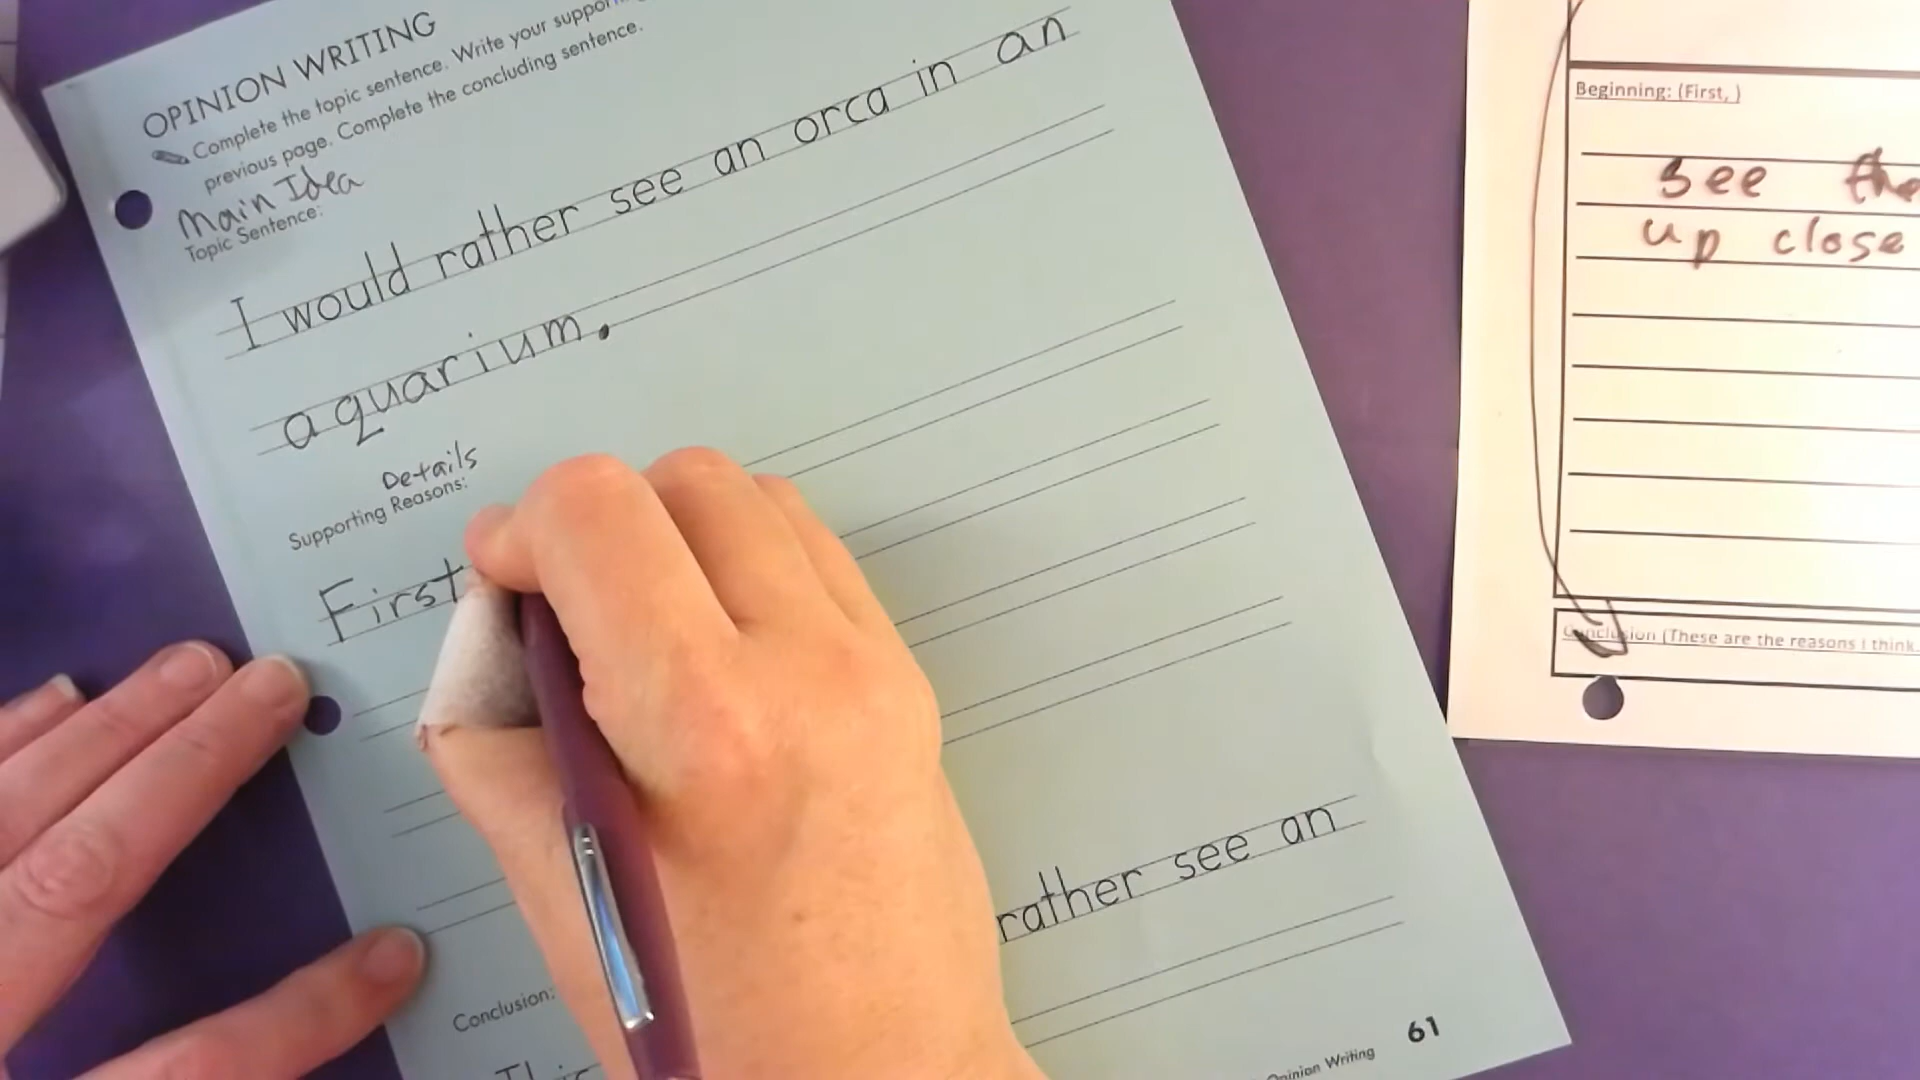 OPINION WRITING
Complete the topic sentence. Write your
previous page. Complete the concluding sentence.
Main Idea
Topic Sentence:
I would rather see an orca in an
aquarium.
Details
Supporting Reasons:
First
rather see an
Conclusion:
Opinion Writing
61
Beginning: (First, )
see
up close
Conclusion (These are the reasons I think